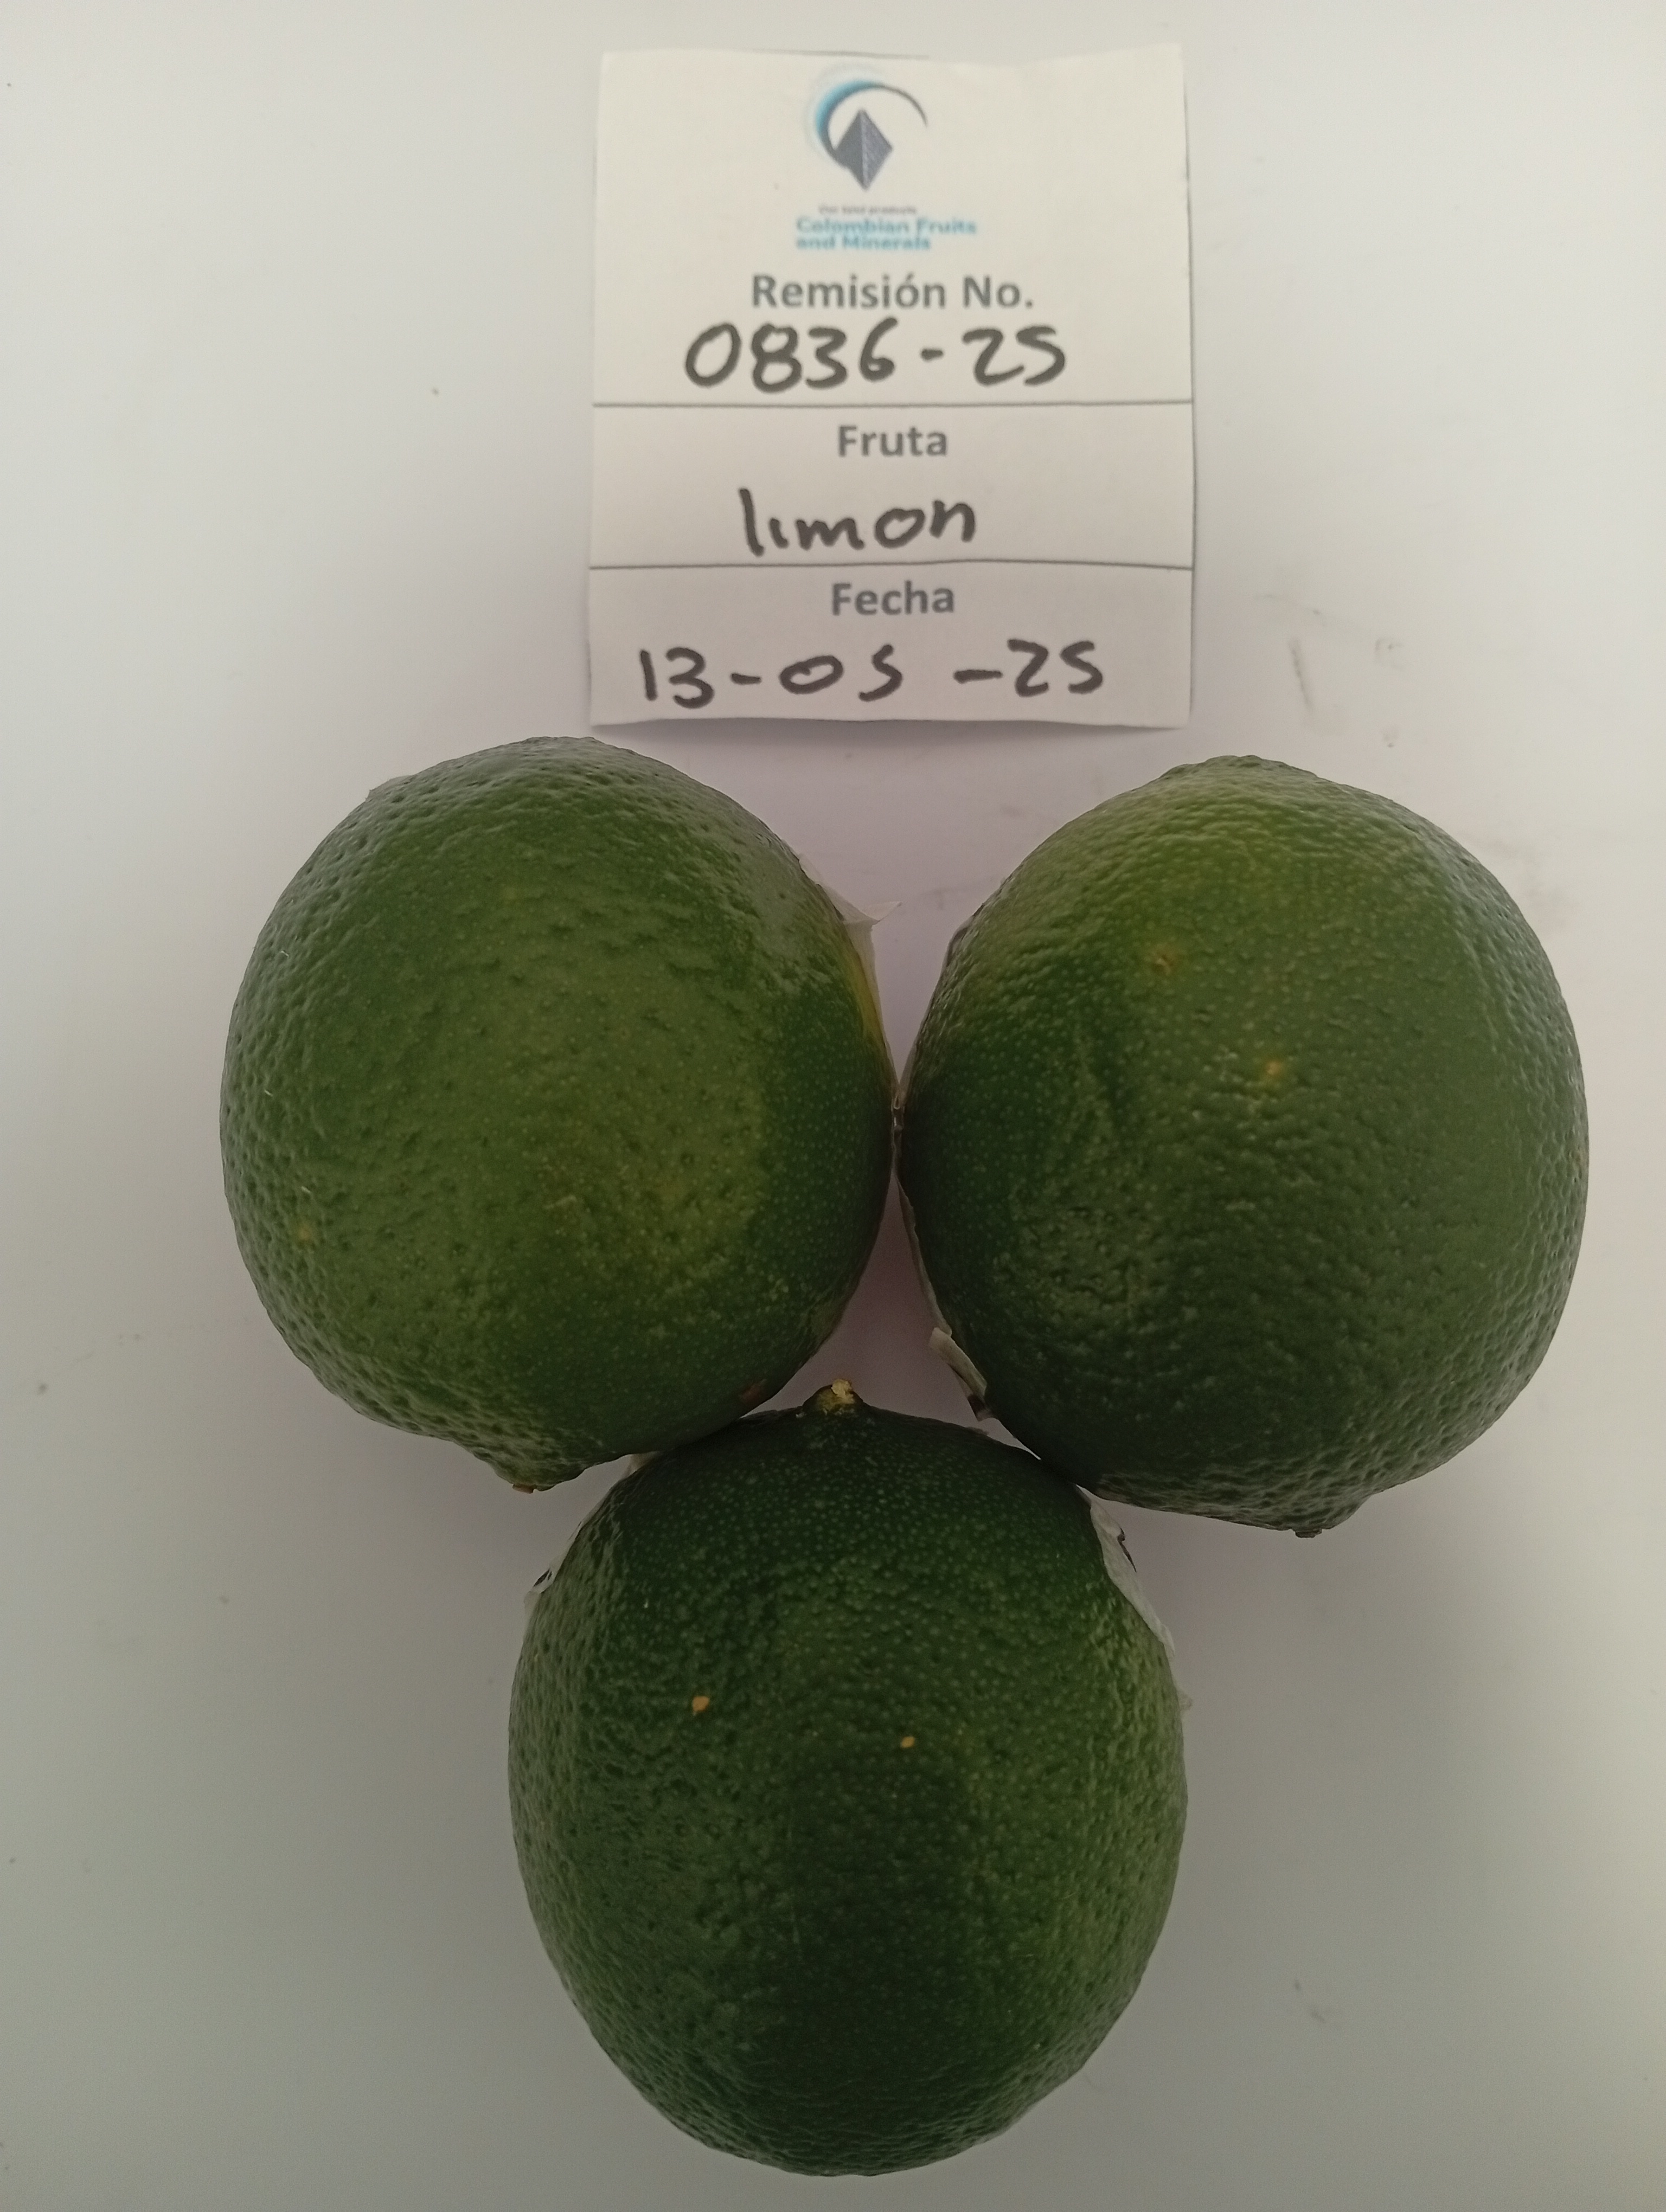 Colombian Fruits
and Minerals
Remisión No.
0836-25
Fruta
limon
Fecha
13-05-25